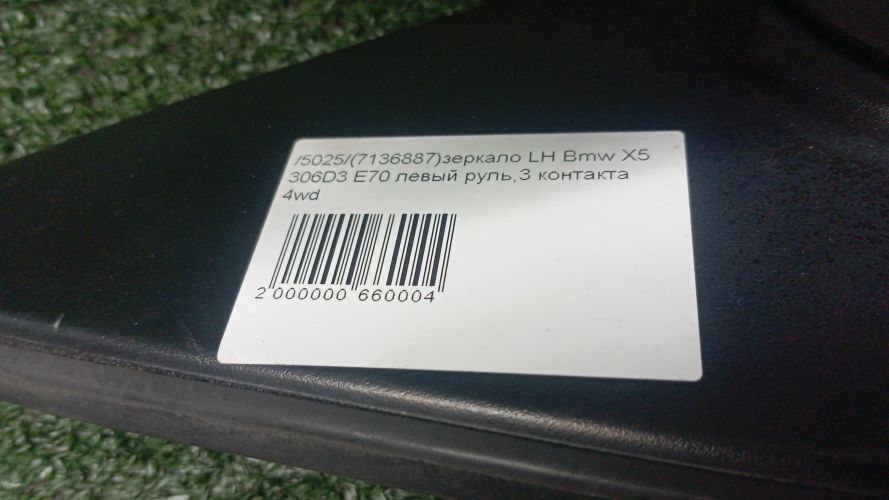 /5025/(7136887)зеркало LH Bmw X5
306D3 E70 левый руль,3 контакта
4wd
2 000000 660004